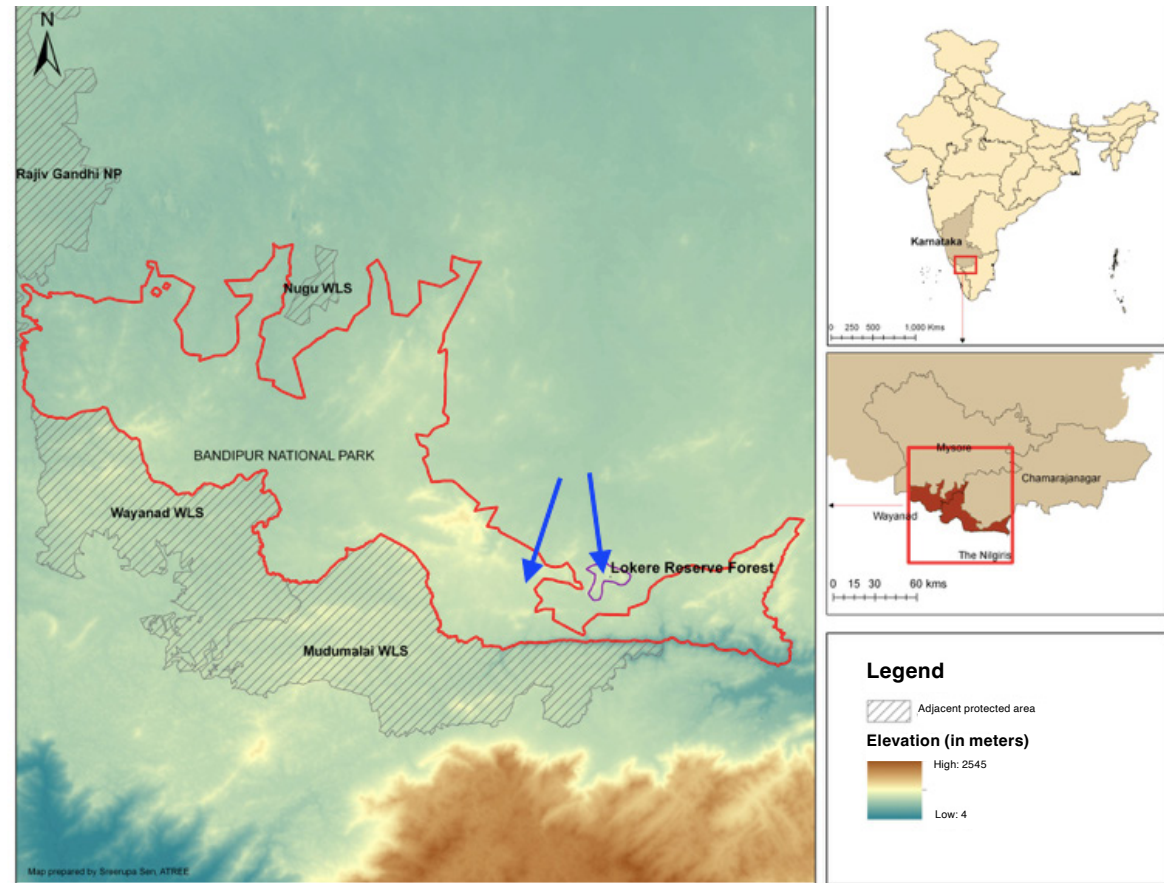 N
Rajiv Gandhi NP
Nugu WLS
BANDIPUR NATIONAL PARK
Wayanad WLS
Lokere Reserve Forest
Mudumalai WLS
Map prepared by Sreerupa Sen, ATREE
Karnataka
0 250 500 1,000 Kms
Mysore
Chamarajanagar
Wayanad
The Nilgiris
0 15 30 60 kms
Legend
Adjacent protected area
Elevation (in meters)
High: 2545
Low: 4